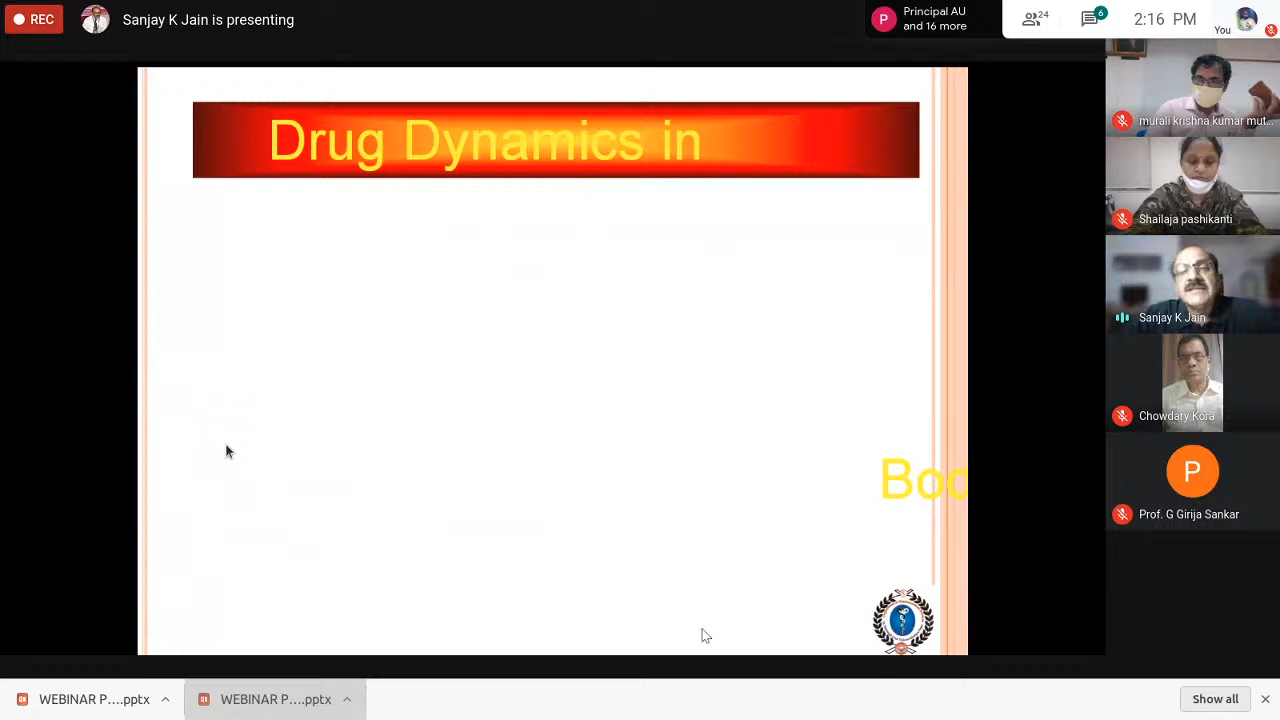 REC
Sanjay K Jain is presenting
P
Principal AU
and 16 more
24
6
2:16 PM
You
Drug Dynamics in
Bod
murali krishna kumar mut...
Shailaja pashikanti
Sanjay K Jain
Chowdary Kora
P
Prof. G Girija Sankar
WEBINAR P....pptx
WEBINAR P....pptx
Show all